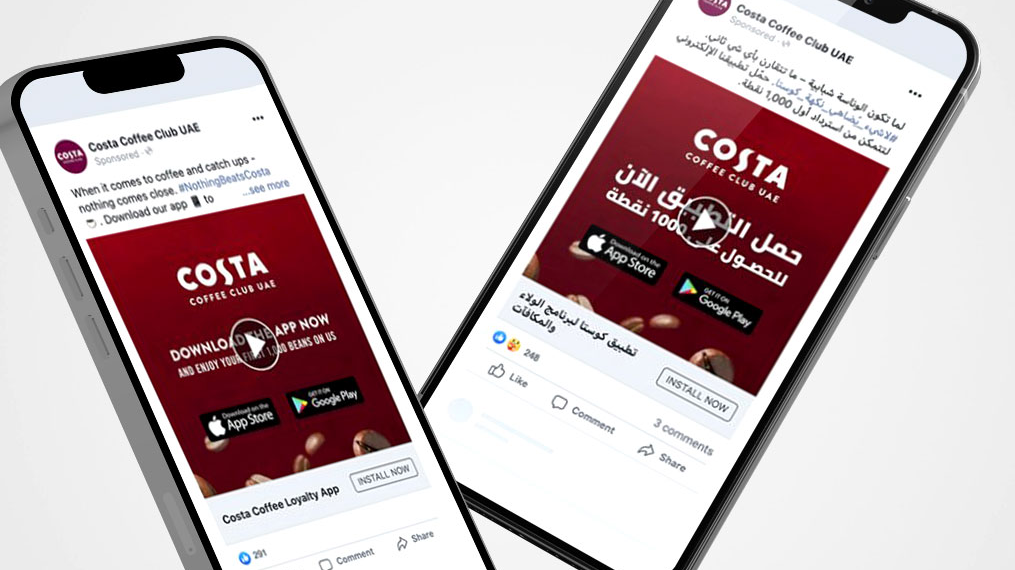 COSTA
Costa Coffee Club UAE
Sponsored ·
When it comes to coffee and catch ups -
nothing comes close. #NothingBeatsCosta
. Download our app to ...see more
COSTA
COFFEE CLUB UAE
DOWNLOAD THE APP NOW
AND ENJOY YOUR FIRST 1,000 BEANS ON US
Download on the
App Store
GET IT ON
Google Play
Costa Coffee Loyalty App
INSTALL NOW
291
Comment
Share
COSTA
Costa Coffee Club UAE
Sponsored ·
لما تكون الوناسة شبابية – ما تتقارن بأي شي ثاني.
#لاشيء_يضاهي_نكهة_كوستا. حمّل تطبيقنا الإلكتروني
لتتمكن من استرداد أول 1,000 نقطة.
COSTA
COFFEE CLUB UAE
حمل التطبيق الآن
للحصول على 1000 نقطة
Download on the
App Store
GET IT ON
Google Play
تطبيق كوستا لبرنامج الولاء
والمكافآت
INSTALL NOW
246
3 comments
Like
Comment
Share